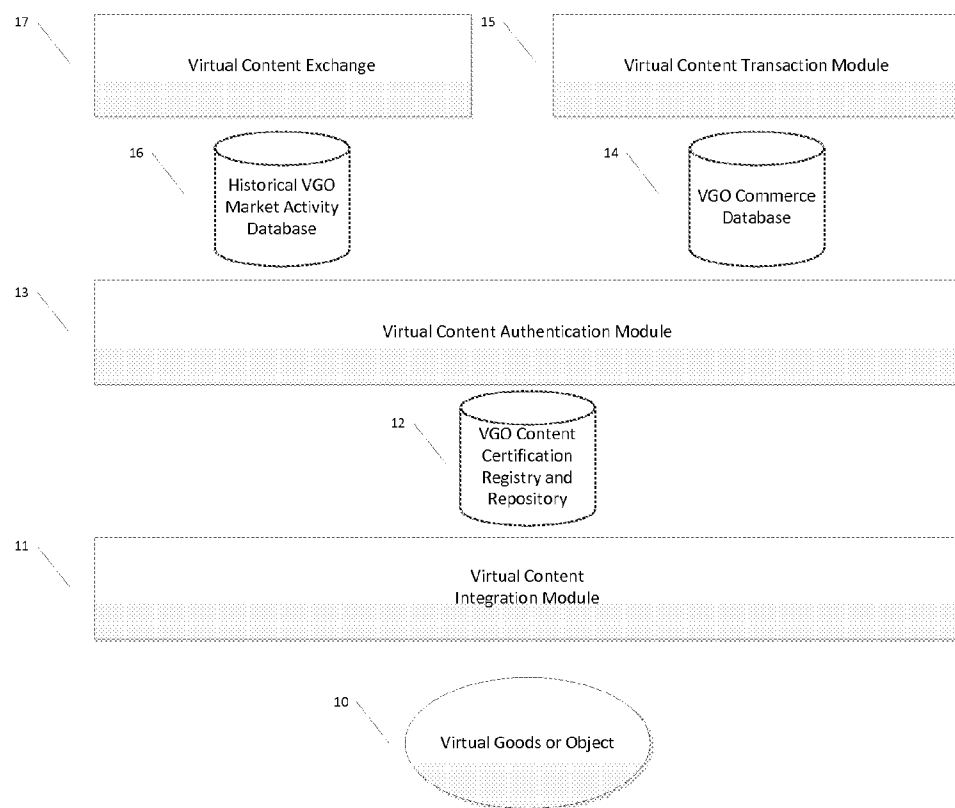 17
Virtual Content Exchange
15
Virtual Content Transaction Module
16
Historical VGO
Market Activity
Database
14
VGO Commerce
Database
13
Virtual Content Authentication Module
12
VGO Content
Certification
Registry and
Repository
11
Virtual Content
Integration Module
10
Virtual Goods or Object